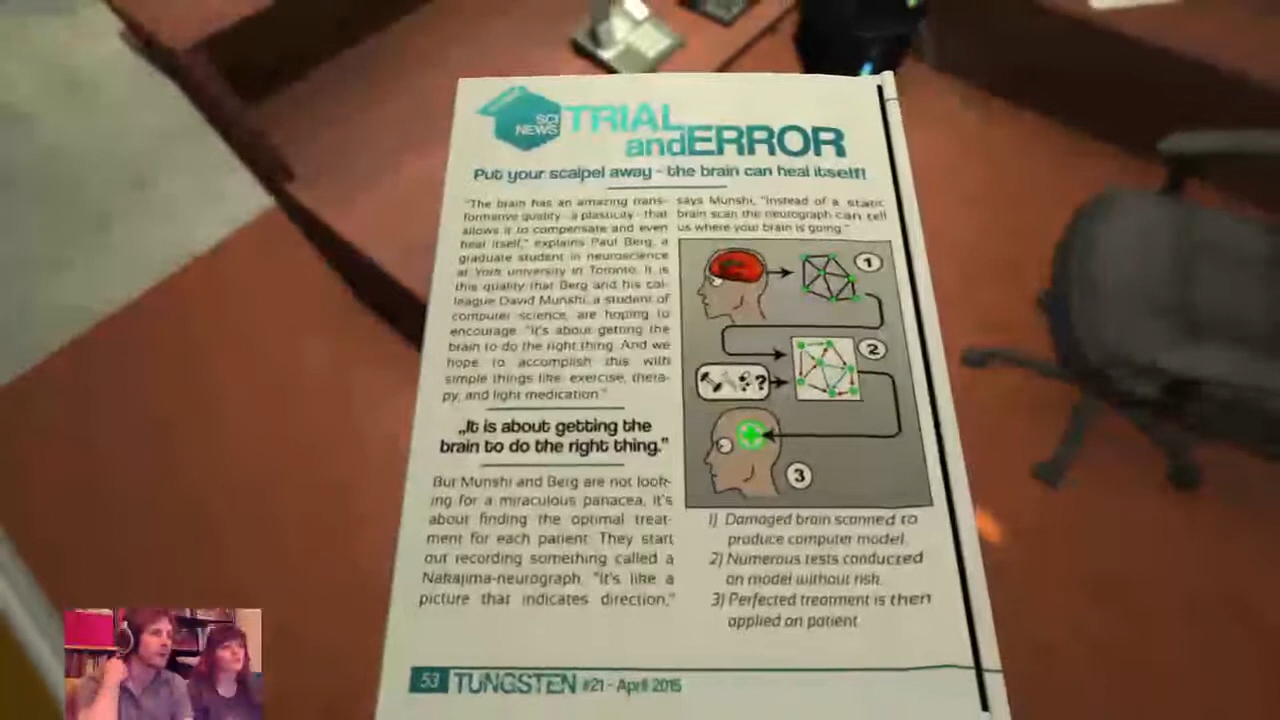 SCI
NEWS
TRIAL
andERROR
Put your scalpel away - the brain can heal itself!
"The brain has an amazing trans-
formative quality - a plasticity - that
allows it to compensate and even
heal itself," explains Paul Berg, a
graduate student in neuroscience
at York university in Toronto. It is
this quality that Berg and his col-
league David Munshi, a student of
computer science, are hoping to
encourage. "It's about getting the
brain to do the right thing. And we
hope to accomplish this with
simple things like: exercise, thera-
py, and light medication."
„It is about getting the
brain to do the right thing."
But Munshi and Berg are not look-
ing for a miraculous panacea, it's
about finding the optimal treat-
ment for each patient. They start
out recording something called a
Nakajima-neurograph. "It's like a
picture that indicates direction,"
says Munshi, "Instead of a static
brain scan the neurograph can tell
us where your brain is going."
1
2
?
3
1) Damaged brain scanned to
produce computer model.
2) Numerous tests conducted
on model without risk.
3) Perfected treatment is then
applied on patient
53 TUNGSTEN #21 - April 2015